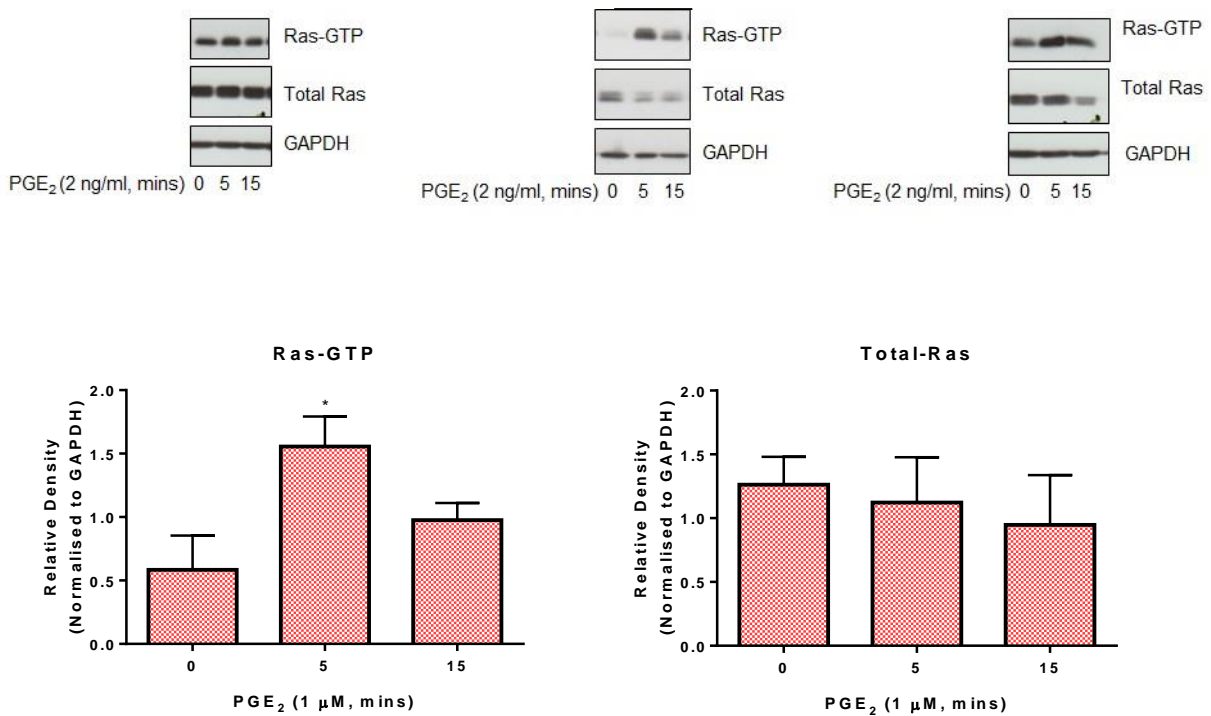 Ras-GTP
Total Ras
GAPDH
PGE₂ (2 ng/ml, mins) 0 5 15
Ras-GTP
Total Ras
GAPDH
PGE₂ (2 ng/ml, mins) 0 5 15
Ras-GTP
Total Ras
GAPDH
PGE₂ (2 ng/ml, mins) 0 5 15
Ras-GTP
Relative Density
(Normalised to GAPDH)
2.0
1.5
1.0
0.5
0.0
*
0 5 15
PGE₂ (1 µM, mins)
Total-Ras
Relative Density
(Normalised to GAPDH)
2.0
1.5
1.0
0.5
0.0
0 5 15
PGE₂ (1 µM, mins)